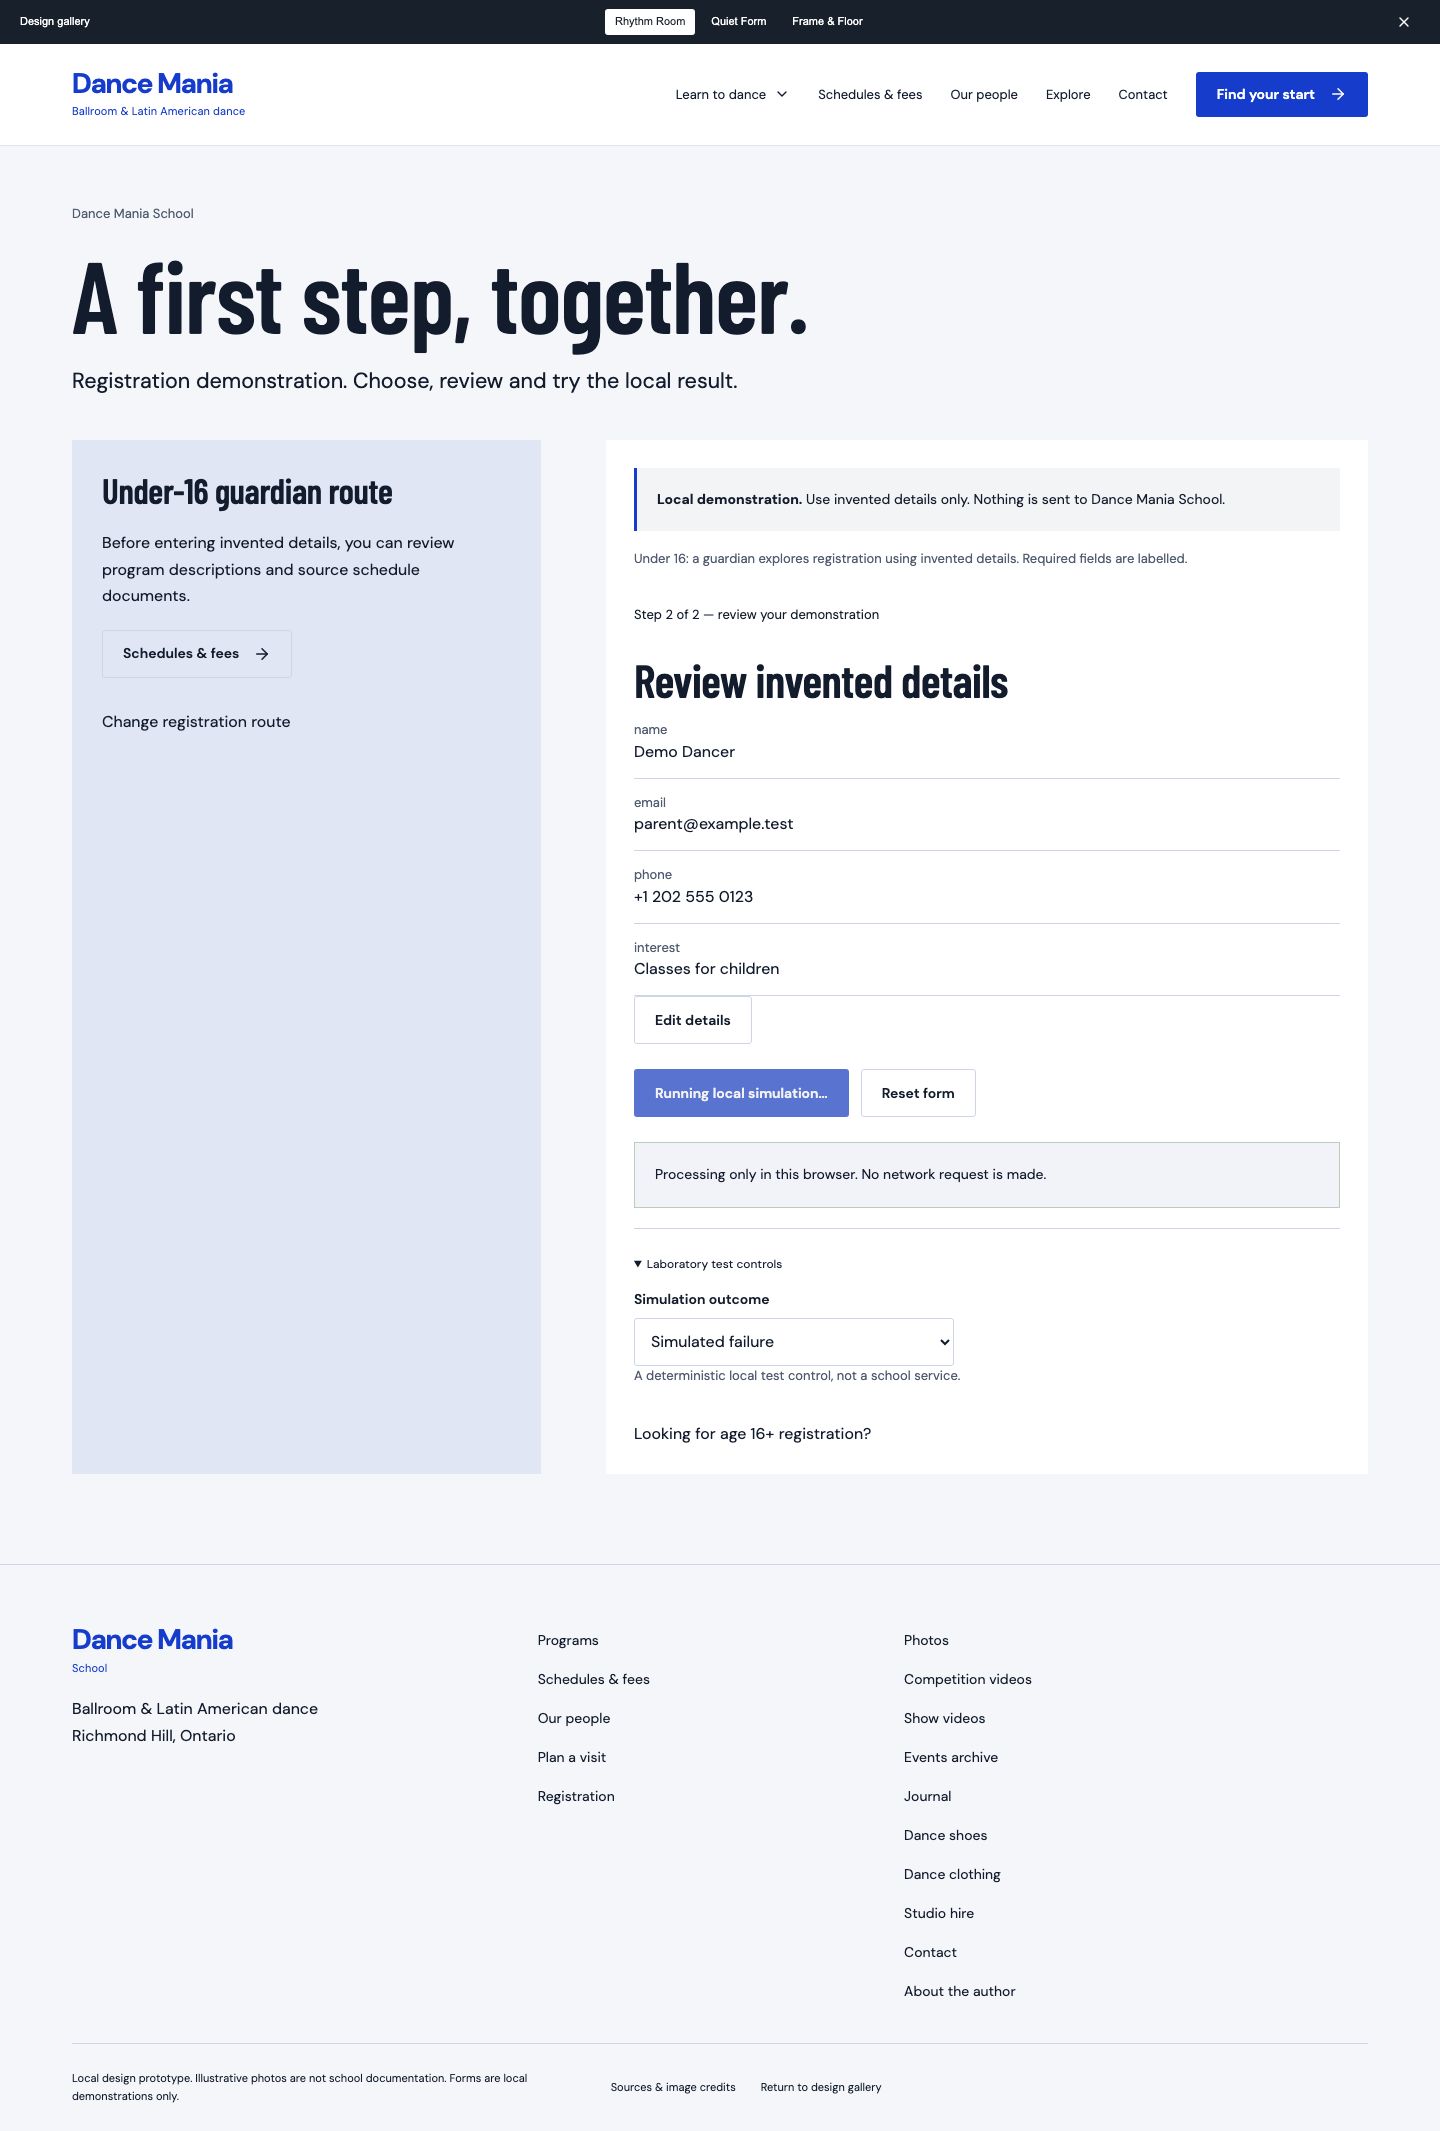 Design gallery
Rhythm Room
Quiet Form
Frame & Floor
Dance Mania
Ballroom & Latin American dance
Learn to dance
Schedules & fees
Our people
Explore
Contact
Find your start
Dance Mania School
A first step, together.
Registration demonstration. Choose, review and try the local result.
Under-16 guardian route
Before entering invented details, you can review
program descriptions and source schedule
documents.
Schedules & fees
Change registration route
Local demonstration. Use invented details only. Nothing is sent to Dance Mania School.
Under 16: a guardian explores registration using invented details. Required fields are labelled.
Step 2 of 2 — review your demonstration
Review invented details
name
Demo Dancer
email
parent@example.test
phone
+1 202 555 0123
interest
Classes for children
Edit details
Running local simulation…
Reset form
Processing only in this browser. No network request is made.
Laboratory test controls
Simulation outcome
Simulated failure
A deterministic local test control, not a school service.
Looking for age 16+ registration?
Dance Mania
School
Ballroom & Latin American dance
Richmond Hill, Ontario
Programs
Schedules & fees
Our people
Plan a visit
Registration
Photos
Competition videos
Show videos
Events archive
Journal
Dance shoes
Dance clothing
Studio hire
Contact
About the author
Local design prototype. Illustrative photos are not school documentation. Forms are local
demonstrations only.
Sources & image credits
Return to design gallery